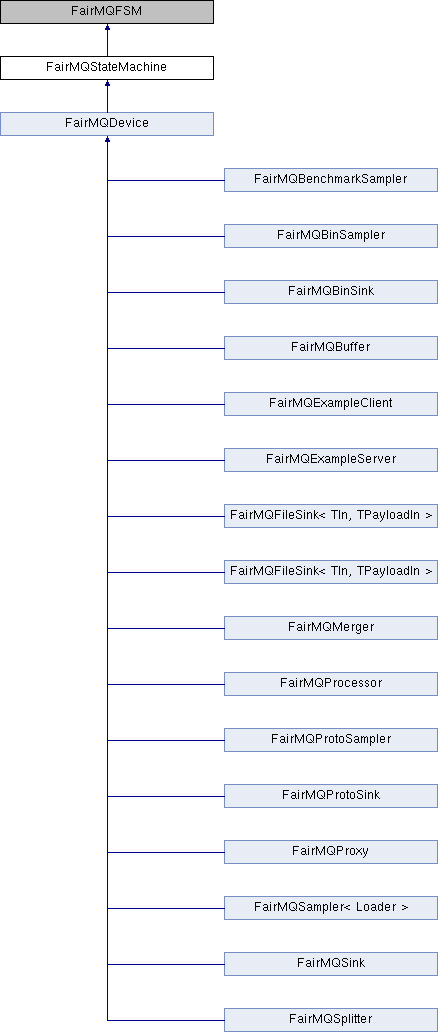 FairMQFSM
FairMQStateMachine
FairMQDevice
FairMQBenchmarkSampler
FairMQBinSampler
FairMQBinSink
FairMQBuffer
FairMQExampleClient
FairMQExampleServer
FairMQFileSink< TIn, TPayloadIn >
FairMQFileSink< TIn, TPayloadIn >
FairMQMerger
FairMQProcessor
FairMQProtoSampler
FairMQProtoSink
FairMQProxy
FairMQSampler< Loader >
FairMQSink
FairMQSplitter